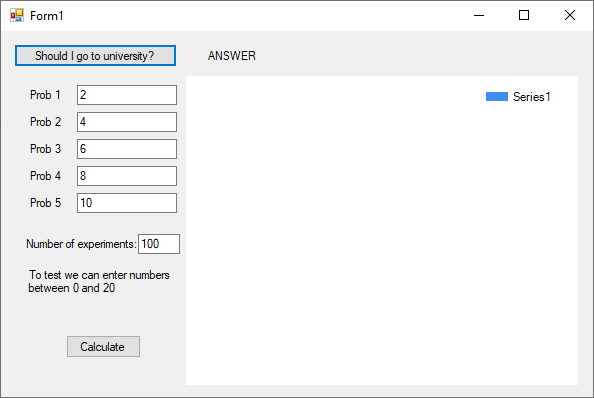 Form1
Should I go to university?
ANSWER
Series1
Prob 1 2
Prob 2 4
Prob 3 6
Prob 4 8
Prob 5 10
Number of experiments: 100
To test we can enter numbers
between 0 and 20
Calculate